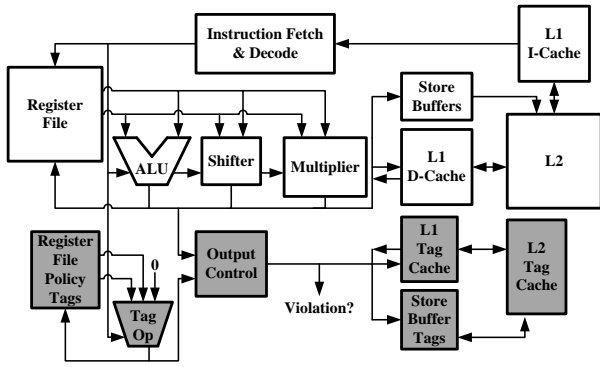 Instruction Fetch
& Decode
L1
I-Cache
Register
File
Store
Buffers
ALU
Shifter
Multiplier
L1
D-Cache
L2
Register
File
Policy
Tags
0
Tag
Op
Output
Control
Violation?
L1
Tag
Cache
L2
Tag
Cache
Store
Buffer
Tags